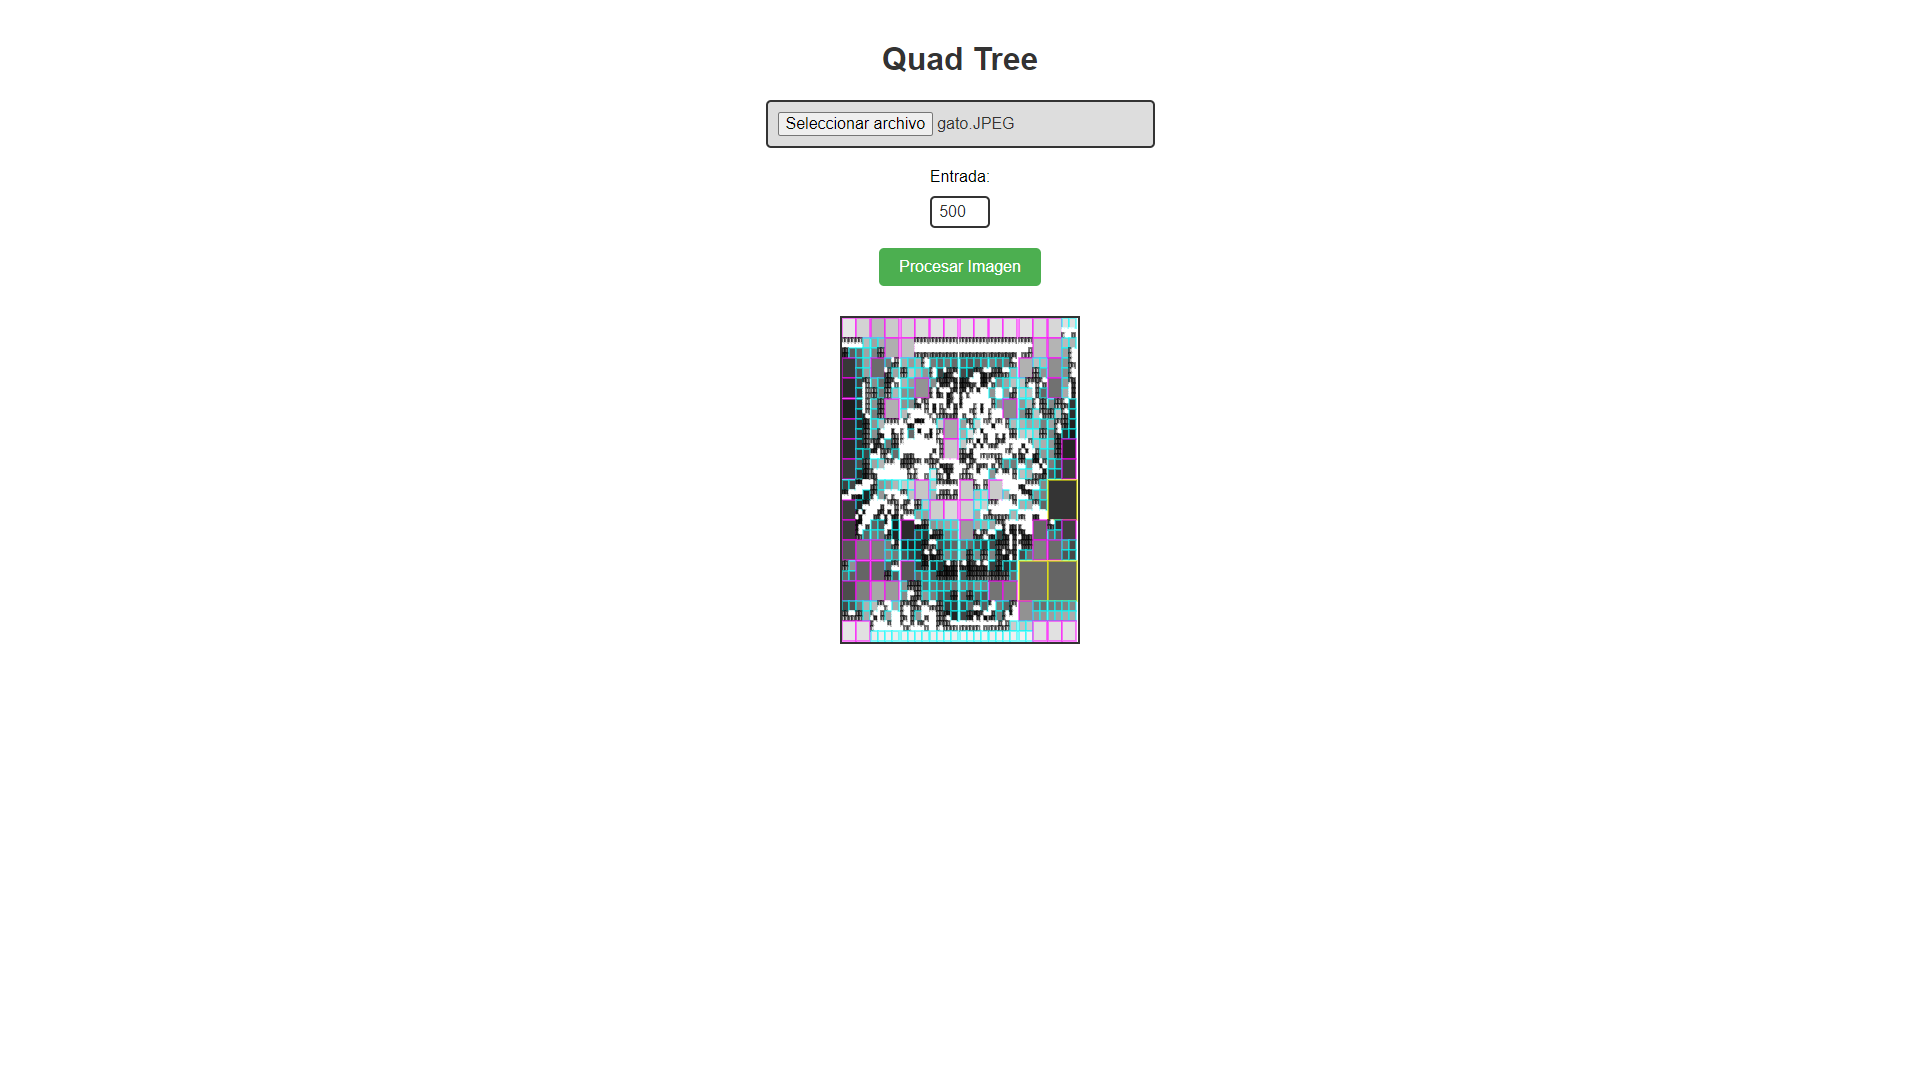 Quad Tree
Seleccionar archivo gato.JPEG
Entrada:
500
Procesar Imagen